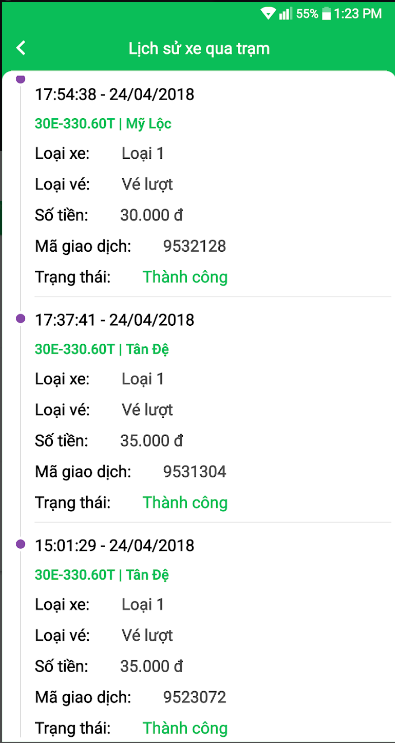 55% 1:23 PM
Lịch sử xe qua trạm
17:54:38 - 24/04/2018
30E-330.60T | Mỹ Lộc
Loại xe: Loại 1
Loại vé: Vé lượt
Số tiền: 30.000 đ
Mã giao dịch: 9532128
Trạng thái: Thành công
17:37:41 - 24/04/2018
30E-330.60T | Tân Đệ
Loại xe: Loại 1
Loại vé: Vé lượt
Số tiền: 35.000 đ
Mã giao dịch: 9531304
Trạng thái: Thành công
15:01:29 - 24/04/2018
30E-330.60T | Tân Đệ
Loại xe: Loại 1
Loại vé: Vé lượt
Số tiền: 35.000 đ
Mã giao dịch: 9523072
Trạng thái: Thành công